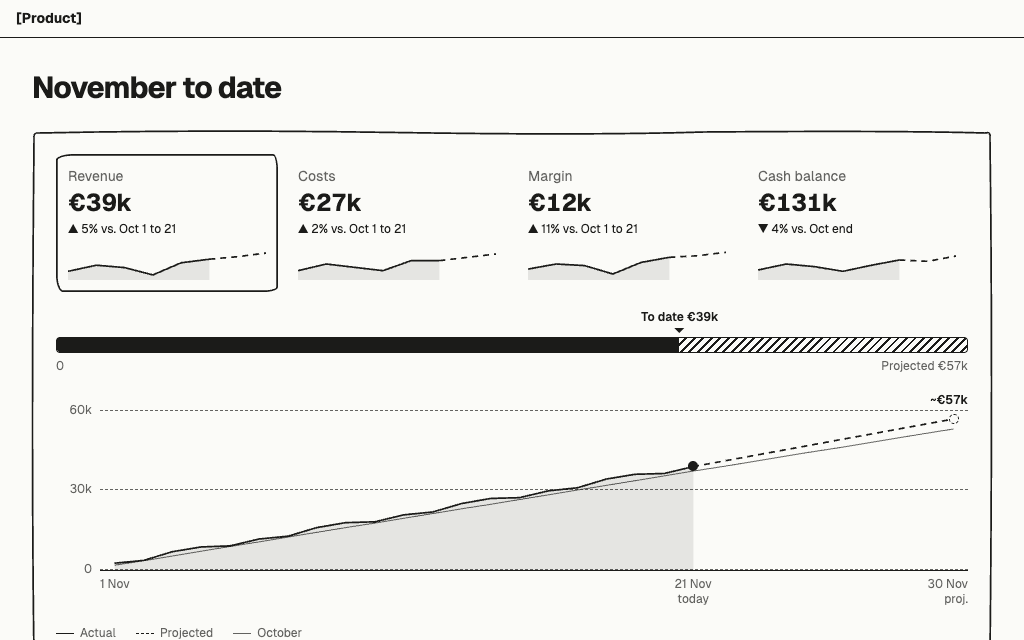 [Product]
November to date
Revenue
€39k
▲ 5% vs. Oct 1 to 21
Costs
€27k
▲ 2% vs. Oct 1 to 21
Margin
€12k
▲ 11% vs. Oct 1 to 21
Cash balance
€131k
▼ 4% vs. Oct end
To date €39k
0
Projected €57k
~€57k
60k
30k
0
1 Nov
21 Nov
today
30 Nov
proj.
Actual
Projected
October